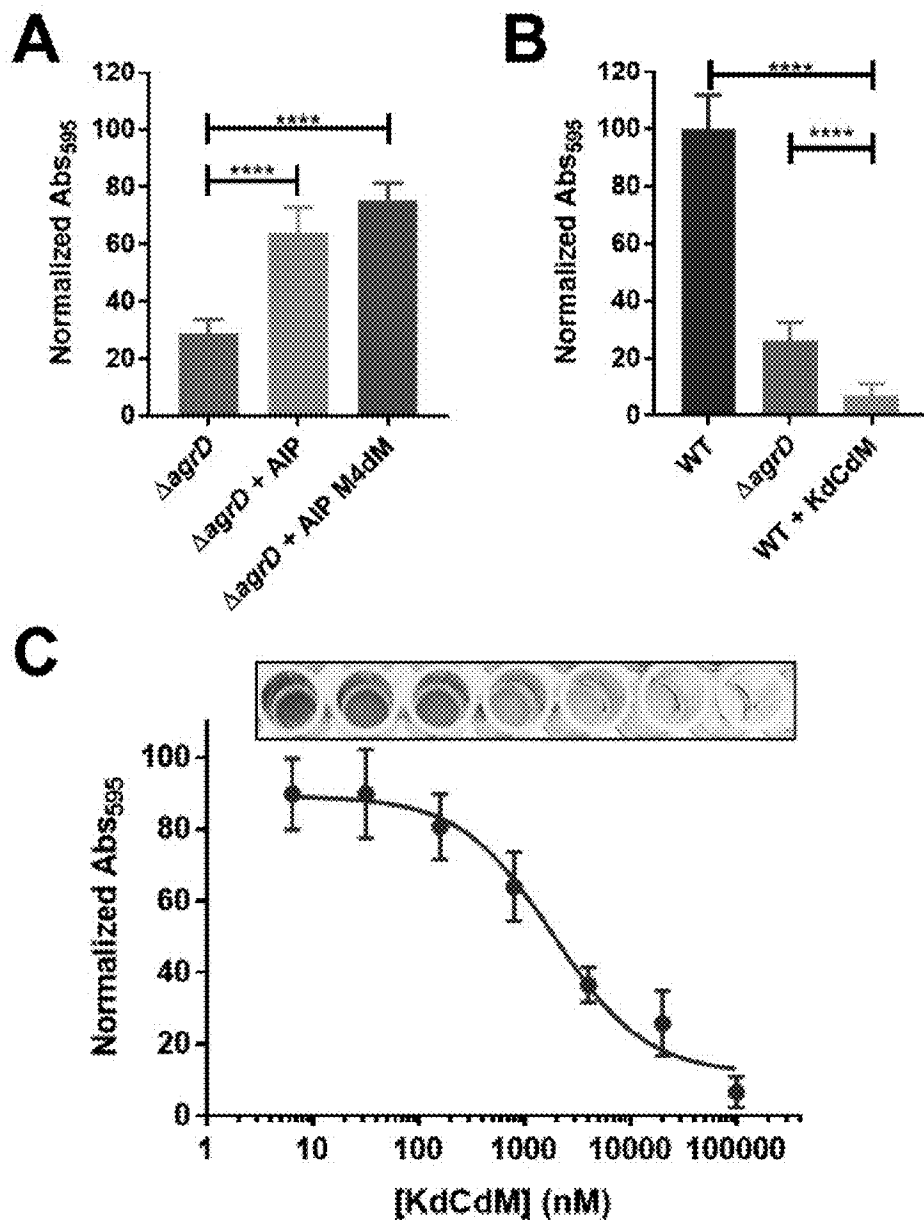 A
Normalized Abs595
120
100
80
60
40
20
0
****
****
ΔagrD
ΔagrD + AIP
ΔagrD + AIP M4dM
B
Normalized Abs595
120
100
80
60
40
20
0
****
****
WT
ΔagrD
WT + KdCdM
C
Normalized Abs595
100
80
60
40
20
0
1
10
100
1000
10000
100000
[KdCdM] (nM)